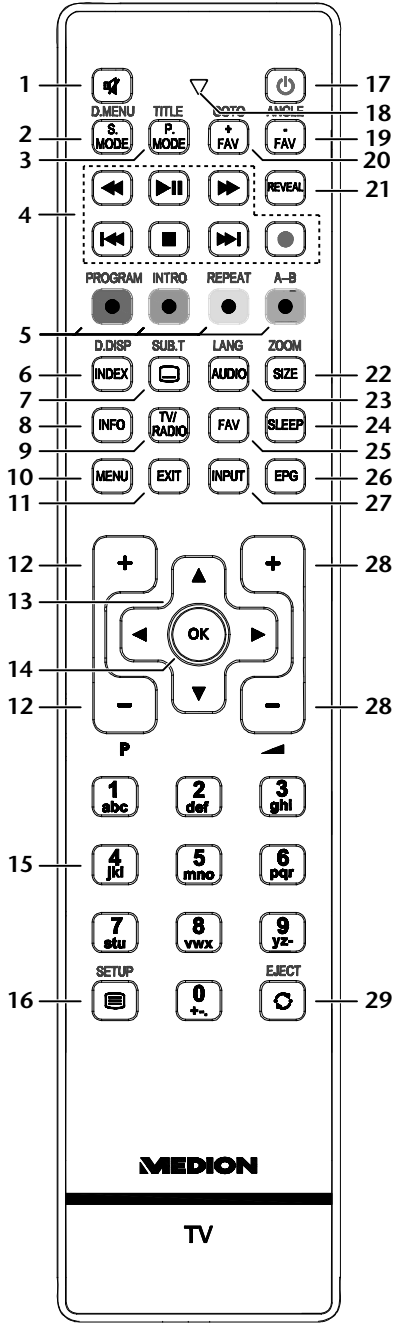 1 17
18
D.MENU TITLE GOTO ANGLE
2 S. MODE P. MODE + FAV - FAV 19
3 20
REVEAL 21
4
PROGRAM INTRO REPEAT A–B
5
D.DISP SUB.T LANG ZOOM
6 INDEX AUDIO SIZE 22
7 23
8 INFO TV/ RADIO FAV SLEEP 24
9 25
10 MENU EXIT INPUT EPG 26
11 27
12 + + 28
13
OK
14
12 – – 28
P
1 2 3
abc def ghi
15 4 5 6
jkl mno pqr
7 8 9
stu vwx yz-
SETUP EJECT
16 0 29
+-.
MEDION
TV